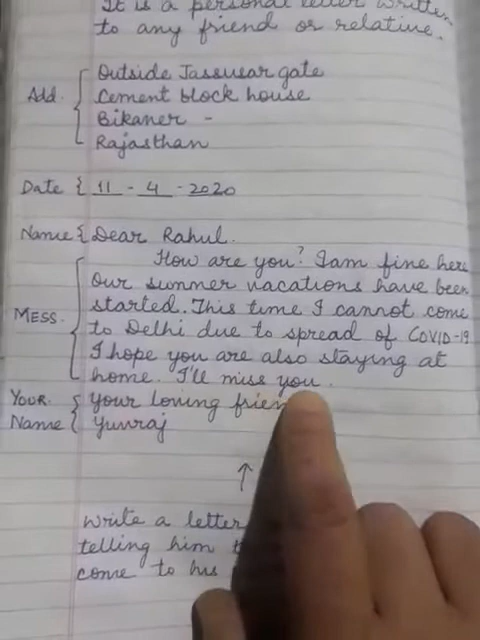 It is a personal letter written
to any friend or relative.
Add. Outside Jassusar gate
Cement block house
Bikaner -
Rajasthan
Date { 11 - 4 - 2020
Name { Dear Rahul.
How are you? I am fine here
Our summer vacations have been
started. This time I cannot come
MESS. to Delhi due to spread of COVID-19
I hope you are also staying at
home. I'll miss you.
Your { Your loving
Name { Yuvraj
↑
Write a letter
telling him
come to his